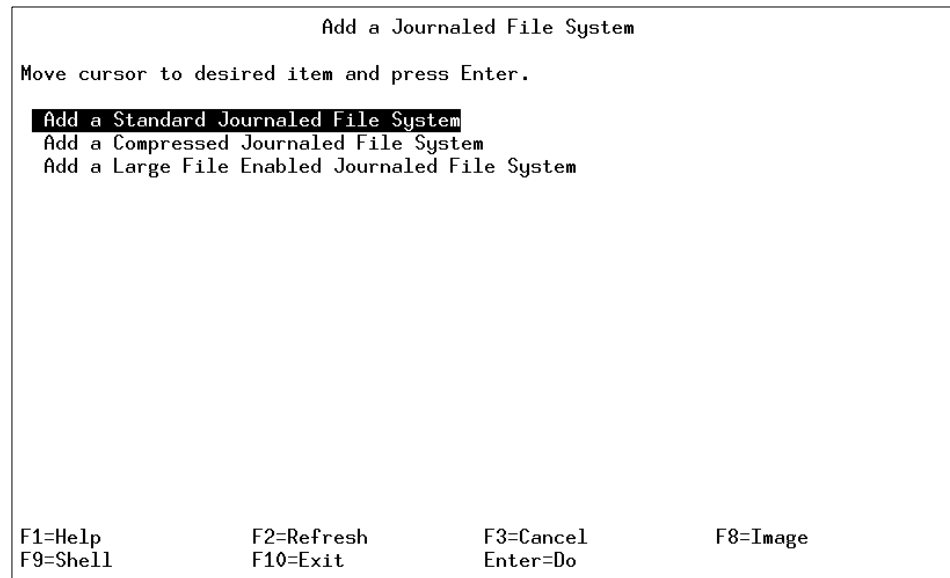 Add a Journaled File System
Move cursor to desired item and press Enter.
Add a Standard Journaled File System
Add a Compressed Journaled File System
Add a Large File Enabled Journaled File System
F1=Help F2=Refresh F3=Cancel F8=Image
F9=Shell F10=Exit Enter=Do